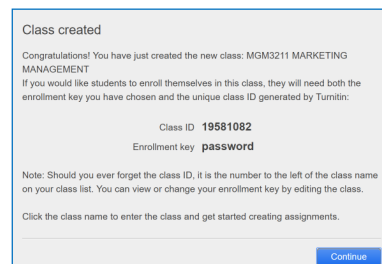 Class created
Congratulations! You have just created the new class: MGM3211 MARKETING
MANAGEMENT
If you would like students to enroll themselves in this class, they will need both the
enrollment key you have chosen and the unique class ID generated by Turnitin:
Class ID 19581082
Enrollment key password
Note: Should you ever forget the class ID, it is the number to the left of the class name
on your class list. You can view or change your enrollment key by editing the class.
Click the class name to enter the class and get started creating assignments.
Continue